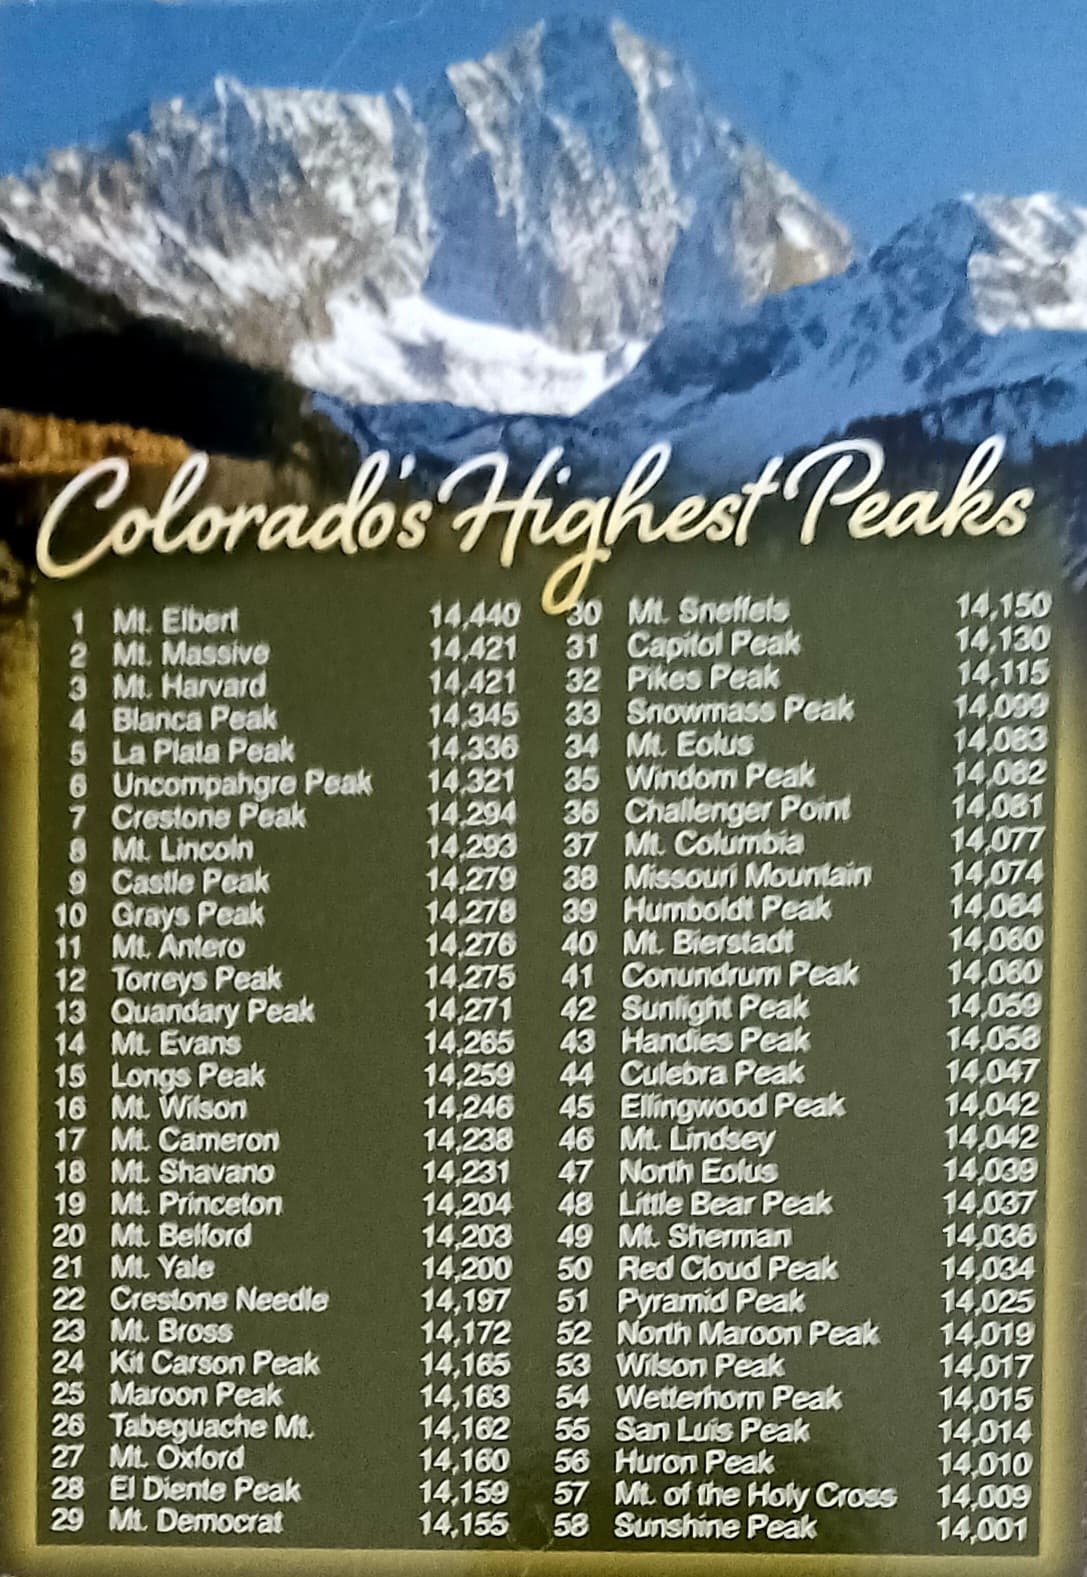 Colorado's Highest Peaks
1 Mt. Elbert 14,440
2 Mt. Massive 14,421
3 Mt. Harvard 14,421
4 Blanca Peak 14,345
5 La Plata Peak 14,336
6 Uncompahgre Peak 14,321
7 Crestone Peak 14,294
8 Mt. Lincoln 14,293
9 Castle Peak 14,279
10 Grays Peak 14,278
11 Mt. Antero 14,276
12 Torreys Peak 14,275
13 Quandary Peak 14,271
14 Mt. Evans 14,265
15 Longs Peak 14,259
16 Mt. Wilson 14,246
17 Mt. Cameron 14,238
18 Mt. Shavano 14,231
19 Mt. Princeton 14,204
20 Mt. Belford 14,203
21 Mt. Yale 14,200
22 Crestone Needle 14,197
23 Mt. Bross 14,172
24 Kit Carson Peak 14,165
25 Maroon Peak 14,163
26 Tabeguache Mt. 14,162
27 Mt. Oxford 14,160
28 El Diente Peak 14,159
29 Mt. Democrat 14,155
30 Mt. Sneffels 14,150
31 Capitol Peak 14,130
32 Pikes Peak 14,115
33 Snowmass Peak 14,099
34 Mt. Eolus 14,083
35 Windom Peak 14,082
36 Challenger Point 14,081
37 Mt. Columbia 14,077
38 Missouri Mountain 14,074
39 Humboldt Peak 14,064
40 Mt. Bierstadt 14,060
41 Conundrum Peak 14,060
42 Sunlight Peak 14,059
43 Handies Peak 14,058
44 Culebra Peak 14,047
45 Ellingwood Peak 14,042
46 Mt. Lindsey 14,042
47 North Eolus 14,039
48 Little Bear Peak 14,037
49 Mt. Sherman 14,036
50 Red Cloud Peak 14,034
51 Pyramid Peak 14,025
52 North Maroon Peak 14,019
53 Wilson Peak 14,017
54 Wetterhorn Peak 14,015
55 San Luis Peak 14,014
56 Huron Peak 14,010
57 Mt. of the Holy Cross 14,009
58 Sunshine Peak 14,001